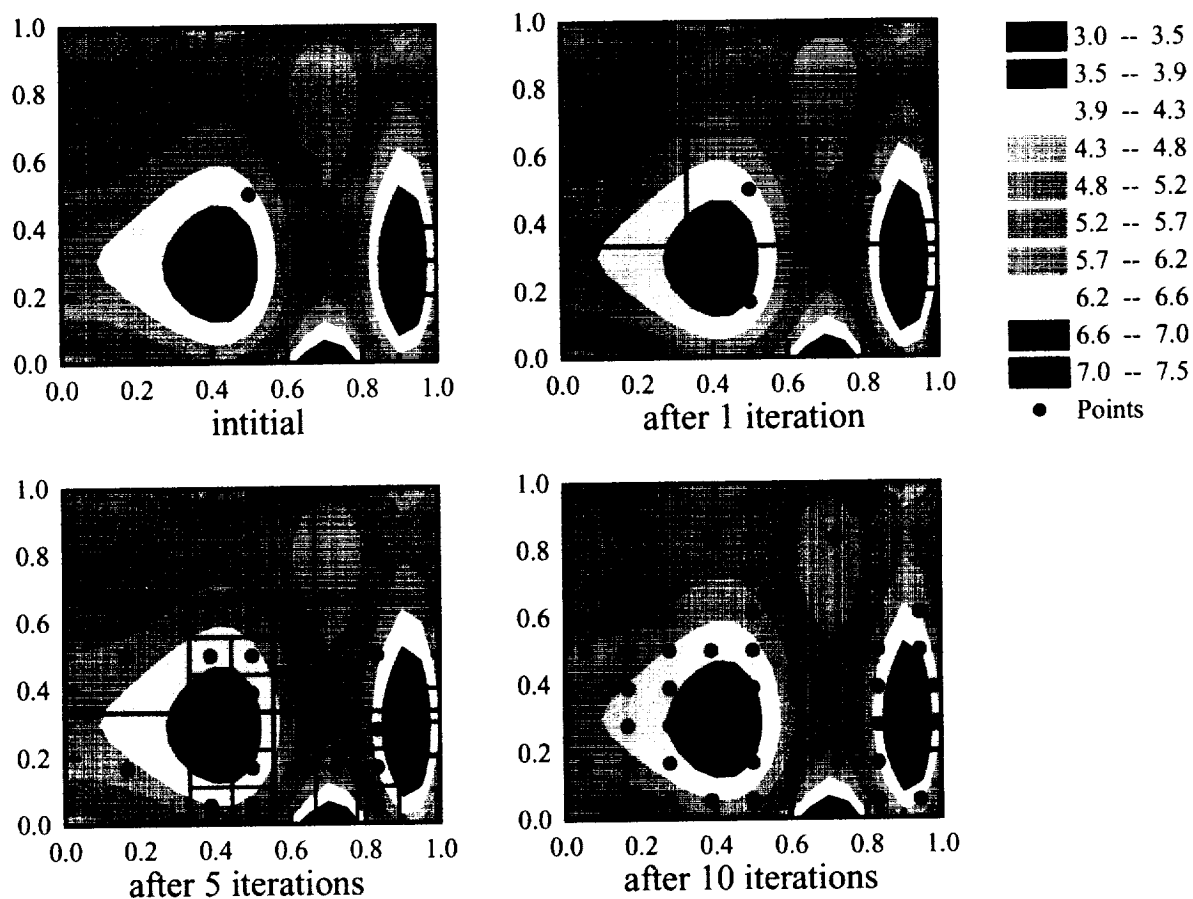 1.0
0.8
0.6
0.4
0.2
0.0
0.0 0.2 0.4 0.6 0.8 1.0
intitial
1.0
0.8
0.6
0.4
0.2
0.0
0.0 0.2 0.4 0.6 0.8 1.0
after 1 iteration
3.0 -- 3.5
3.5 -- 3.9
3.9 -- 4.3
4.3 -- 4.8
4.8 -- 5.2
5.2 -- 5.7
5.7 -- 6.2
6.2 -- 6.6
6.6 -- 7.0
7.0 -- 7.5
Points
1.0
0.8
0.6
0.4
0.2
0.0
0.0 0.2 0.4 0.6 0.8 1.0
after 5 iterations
1.0
0.8
0.6
0.4
0.2
0.0
0.0 0.2 0.4 0.6 0.8 1.0
after 10 iterations